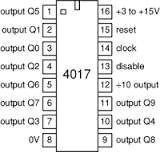 output Q5 1 16 +3 to +15V
output Q1 2 15 reset
output Q0 3 14 clock
output Q2 4 13 disable
output Q6 5 4017 12 ÷10 output
output Q7 6 11 output Q9
output Q3 7 10 output Q4
0V 8 9 output Q8